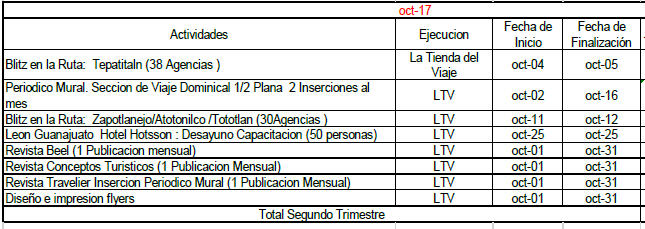 oct-17
Actividades Ejecucion Fecha de Inicio Fecha de Finalización
Blitz en la Ruta: Tepatitaln (38 Agencias ) La Tienda del Viaje oct-04 oct-05
Periodico Mural. Seccion de Viaje Dominical 1/2 Plana 2 Inserciones al mes LTV oct-02 oct-16
Blitz en la Ruta: Zapotlanejo/Atotonilco /Tototlan (30Agencias ) LTV oct-11 oct-12
Leon Guanajuato Hotel Hotsson : Desayuno Capacitacion (50 personas) LTV oct-25 oct-25
Revista Beel (1 Publicacion mensual) LTV oct-01 oct-31
Revista Conceptos Turisticos (1 Publicacion Mensual) LTV oct-01 oct-31
Revista Travelier Insercion Periodico Mural (1 Publicacion Mensual) LTV oct-01 oct-31
Diseño e impresion flyers LTV oct-01 oct-31
Total Segundo Trimestre